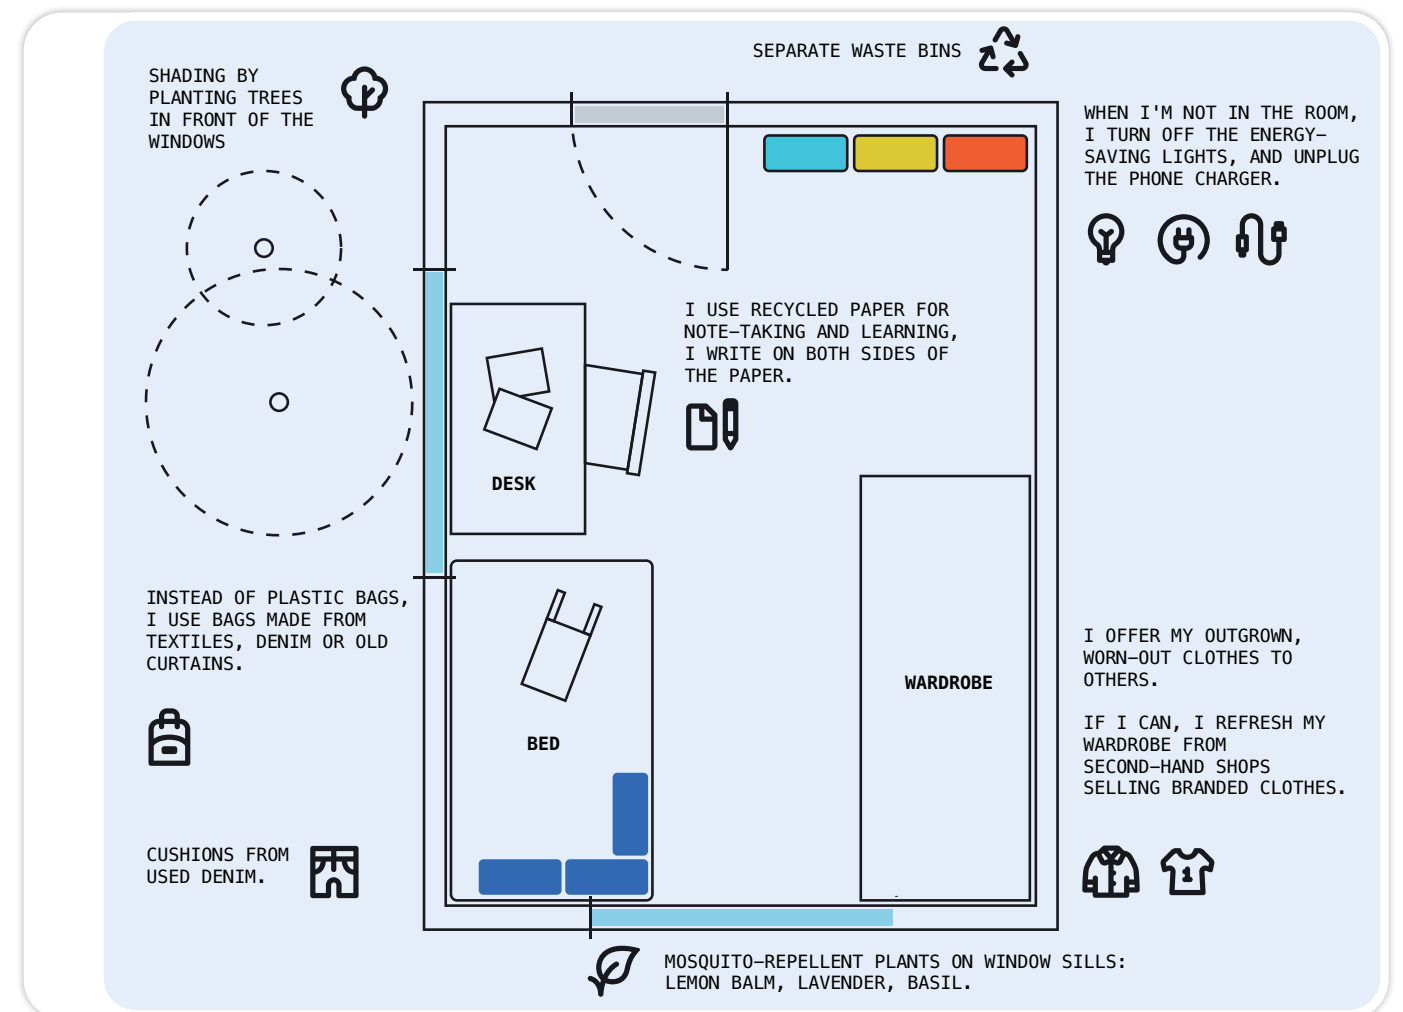 SEPARATE WASTE BINS
SHADING BY
PLANTING TREES
IN FRONT OF THE
WINDOWS
WHEN I'M NOT IN THE ROOM,
I TURN OFF THE ENERGY–
SAVING LIGHTS, AND UNPLUG
THE PHONE CHARGER.
I USE RECYCLED PAPER FOR
NOTE–TAKING AND LEARNING,
I WRITE ON BOTH SIDES OF
THE PAPER.
DESK
INSTEAD OF PLASTIC BAGS,
I USE BAGS MADE FROM
TEXTILES, DENIM OR OLD
CURTAINS.
BED
WARDROBE
I OFFER MY OUTGROWN,
WORN–OUT CLOTHES TO
OTHERS.
IF I CAN, I REFRESH MY
WARDROBE FROM
SECOND–HAND SHOPS
SELLING BRANDED CLOTHES.
CUSHIONS FROM
USED DENIM.
1
MOSQUITO–REPELLENT PLANTS ON WINDOW SILLS:
LEMON BALM, LAVENDER, BASIL.